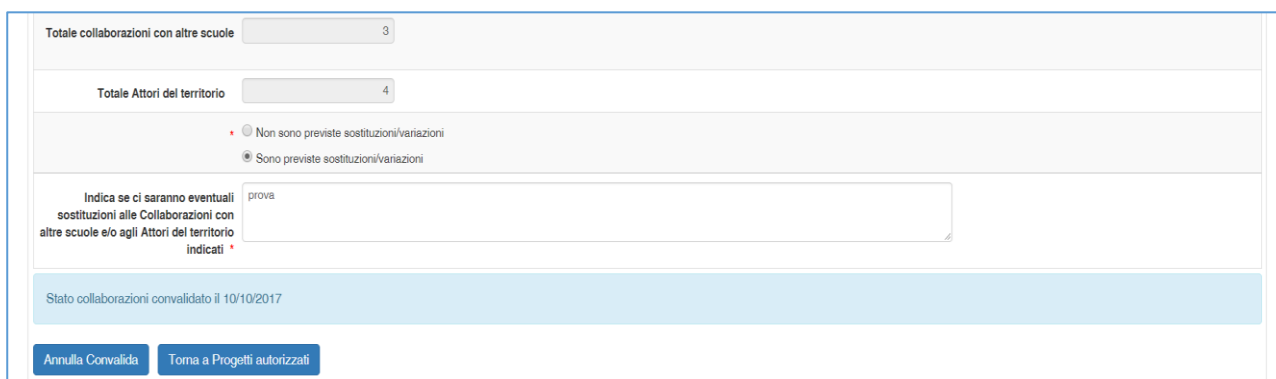 Totale collaborazioni con altre scuole 3
Totale Attori del territorio 4
* Non sono previste sostituzioni/variazioni
Sono previste sostituzioni/variazioni
Indica se ci saranno eventuali prova
sostituzioni alle Collaborazioni con
altre scuole e/o agli Attori del territorio
indicati *
Stato collaborazioni convalidato il 10/10/2017
Annulla Convalida Torna a Progetti autorizzati